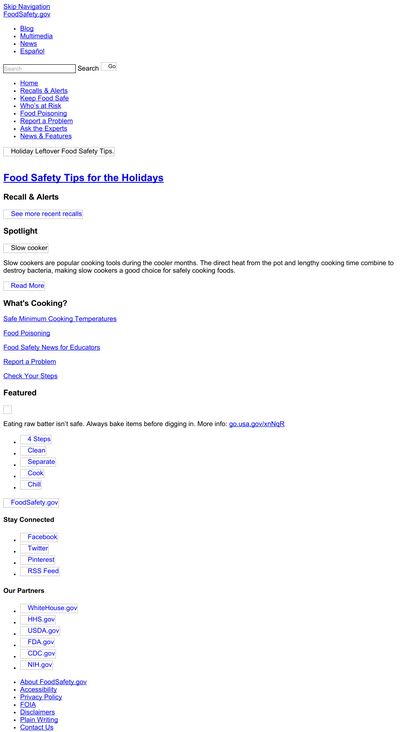 Skip Navigation
FoodSafety.gov
Blog
Multimedia
News
Español
Search Search Go
Home
Recalls & Alerts
Keep Food Safe
Who's at Risk
Food Poisoning
Report a Problem
Ask the Experts
News & Features
Holiday Leftover Food Safety Tips.
Food Safety Tips for the Holidays
Recall & Alerts
See more recent recalls
Spotlight
Slow cooker
Slow cookers are popular cooking tools during the cooler months. The direct heat from the pot and lengthy cooking time combine to
destroy bacteria, making slow cookers a good choice for safely cooking foods.
Read More
What's Cooking?
Safe Minimum Cooking Temperatures
Food Poisoning
Food Safety News for Educators
Report a Problem
Check Your Steps
Featured
Eating raw batter isn't safe. Always bake items before digging in. More info: go.usa.gov/xnNqR
4 Steps
Clean
Separate
Cook
Chill
FoodSafety.gov
Stay Connected
Facebook
Twitter
Pinterest
RSS Feed
Our Partners
WhiteHouse.gov
HHS.gov
USDA.gov
FDA.gov
CDC.gov
NIH.gov
About FoodSafety.gov
Accessibility
Privacy Policy
FOIA
Disclaimers
Plain Writing
Contact Us